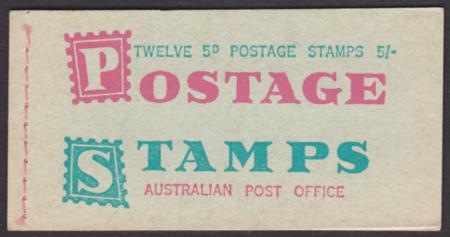 TWELVE 5D POSTAGE STAMPS 5/-
POSTAGE
STAMPS
AUSTRALIAN POST OFFICE